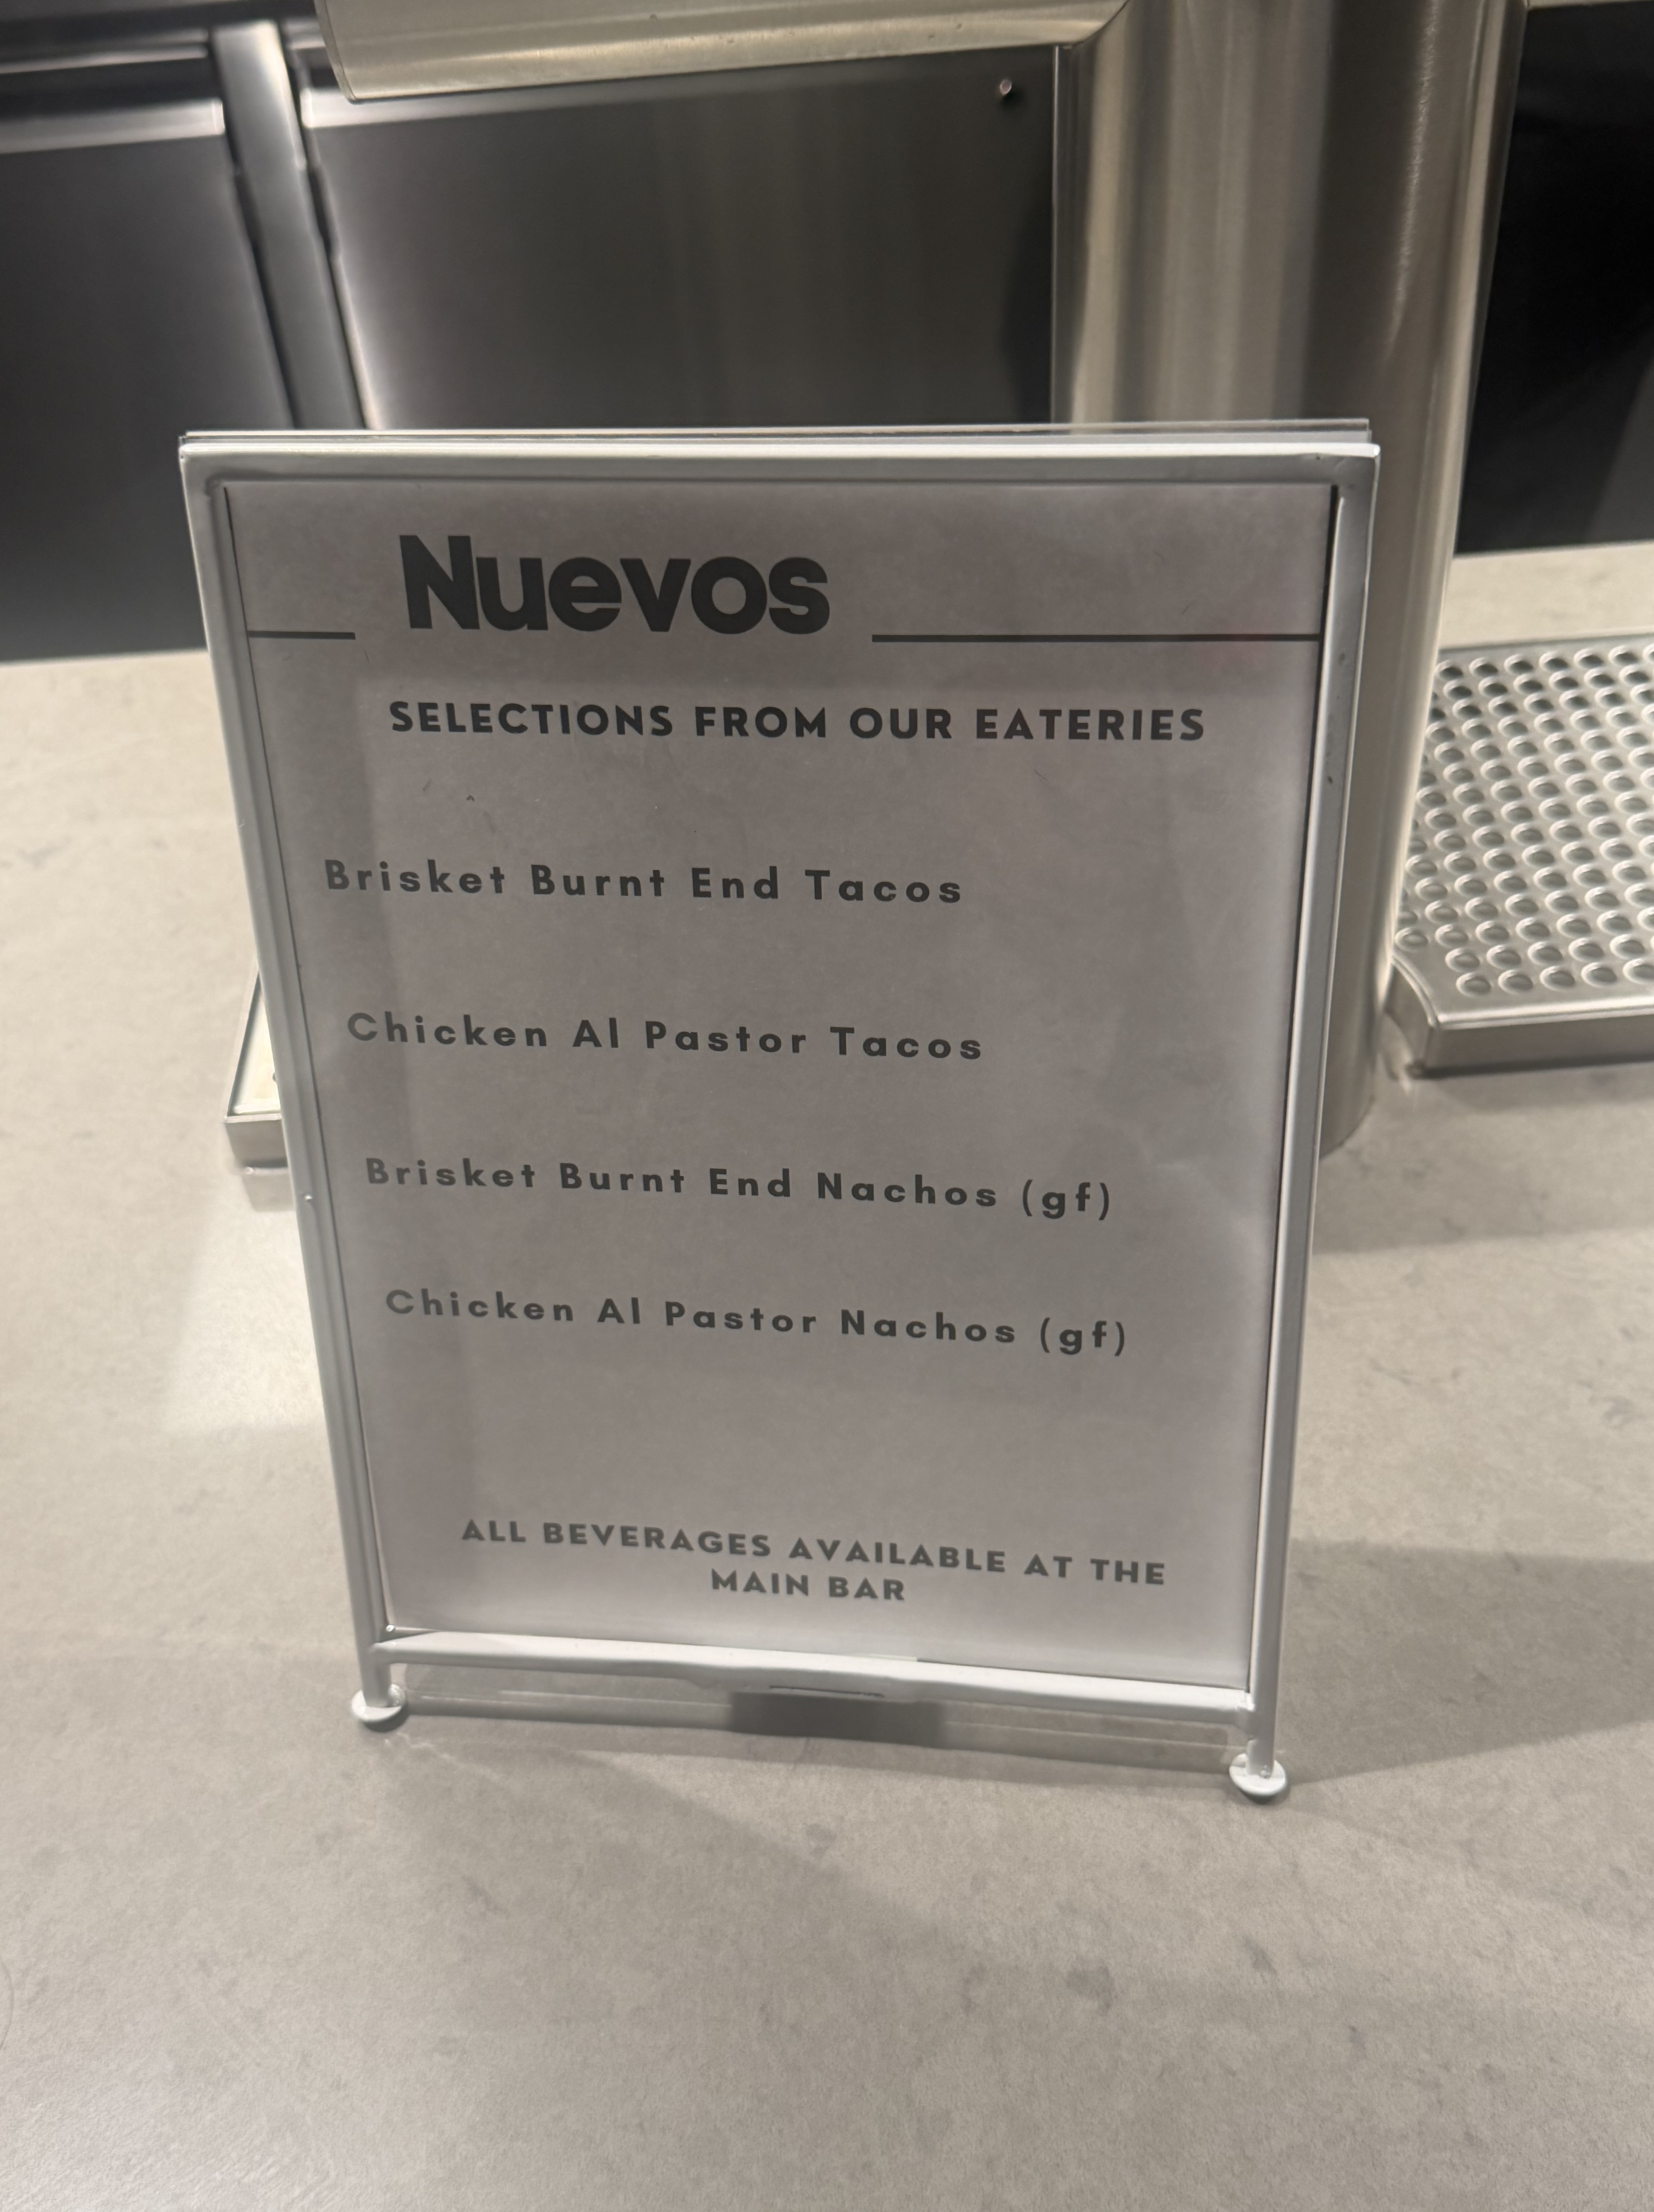 Nuevos
SELECTIONS FROM OUR EATERIES
Brisket Burnt End Tacos
Chicken Al Pastor Tacos
Brisket Burnt End Nachos (gf)
Chicken Al Pastor Nachos (gf)
ALL BEVERAGES AVAILABLE AT THE
MAIN BAR